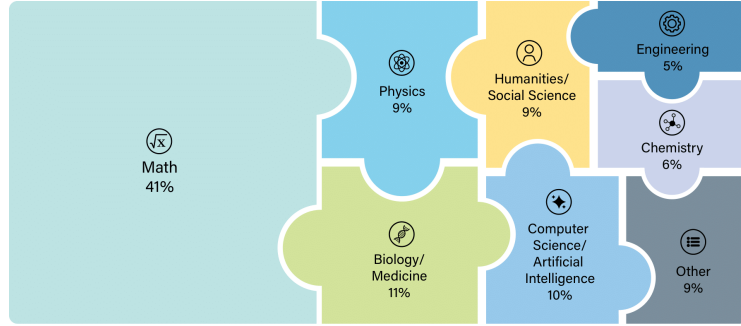 √x
Math
41%
Physics
9%
Humanities/
Social Science
9%
Engineering
5%
Chemistry
6%
Biology/
Medicine
11%
Computer
Science/
Artificial
Intelligence
10%
Other
9%